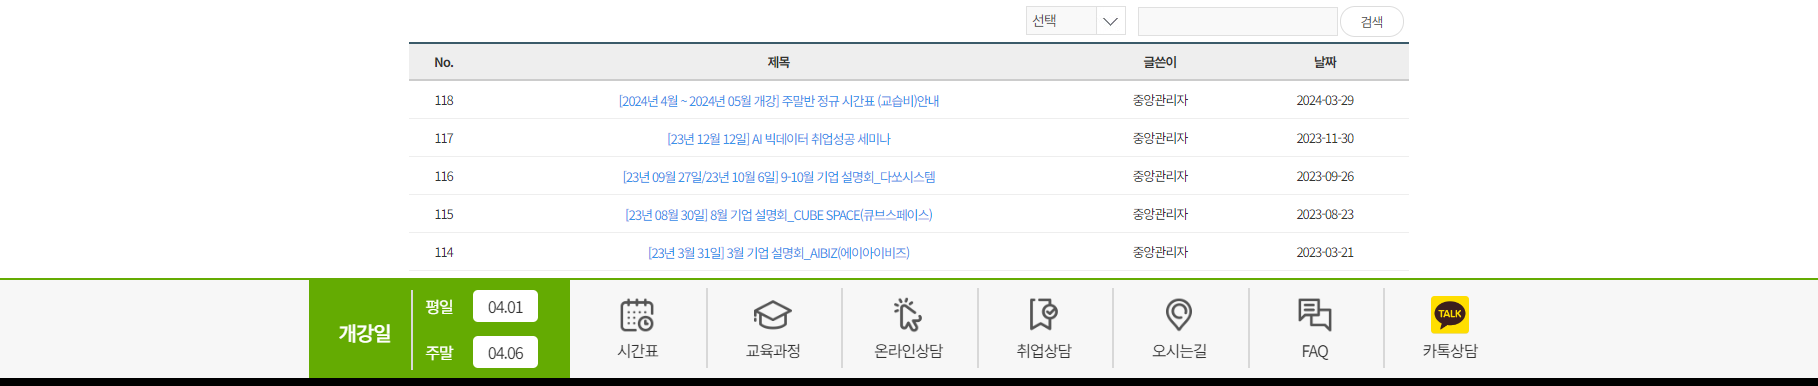 선택 검색
No. 제목 글쓴이 날짜
118 [2024년 4월 ~ 2024년 05월 개강] 주말반 정규 시간표 (교습비)안내 중앙관리자 2024-03-29
117 [23년 12월 12일] AI 빅데이터 취업성공 세미나 중앙관리자 2023-11-30
116 [23년 09월 27일/23년 10월 6일] 9-10월 기업 설명회_다쏘시스템 중앙관리자 2023-09-26
115 [23년 08월 30일] 8월 기업 설명회_CUBE SPACE(큐브스페이스) 중앙관리자 2023-08-23
114 [23년 3월 31일] 3월 기업 설명회_AIBIZ(에이아이비즈) 중앙관리자 2023-03-21
개강일
평일 04.01
주말 04.06
시간표
교육과정
온라인상담
취업상담
오시는길
FAQ
TALK
카톡상담